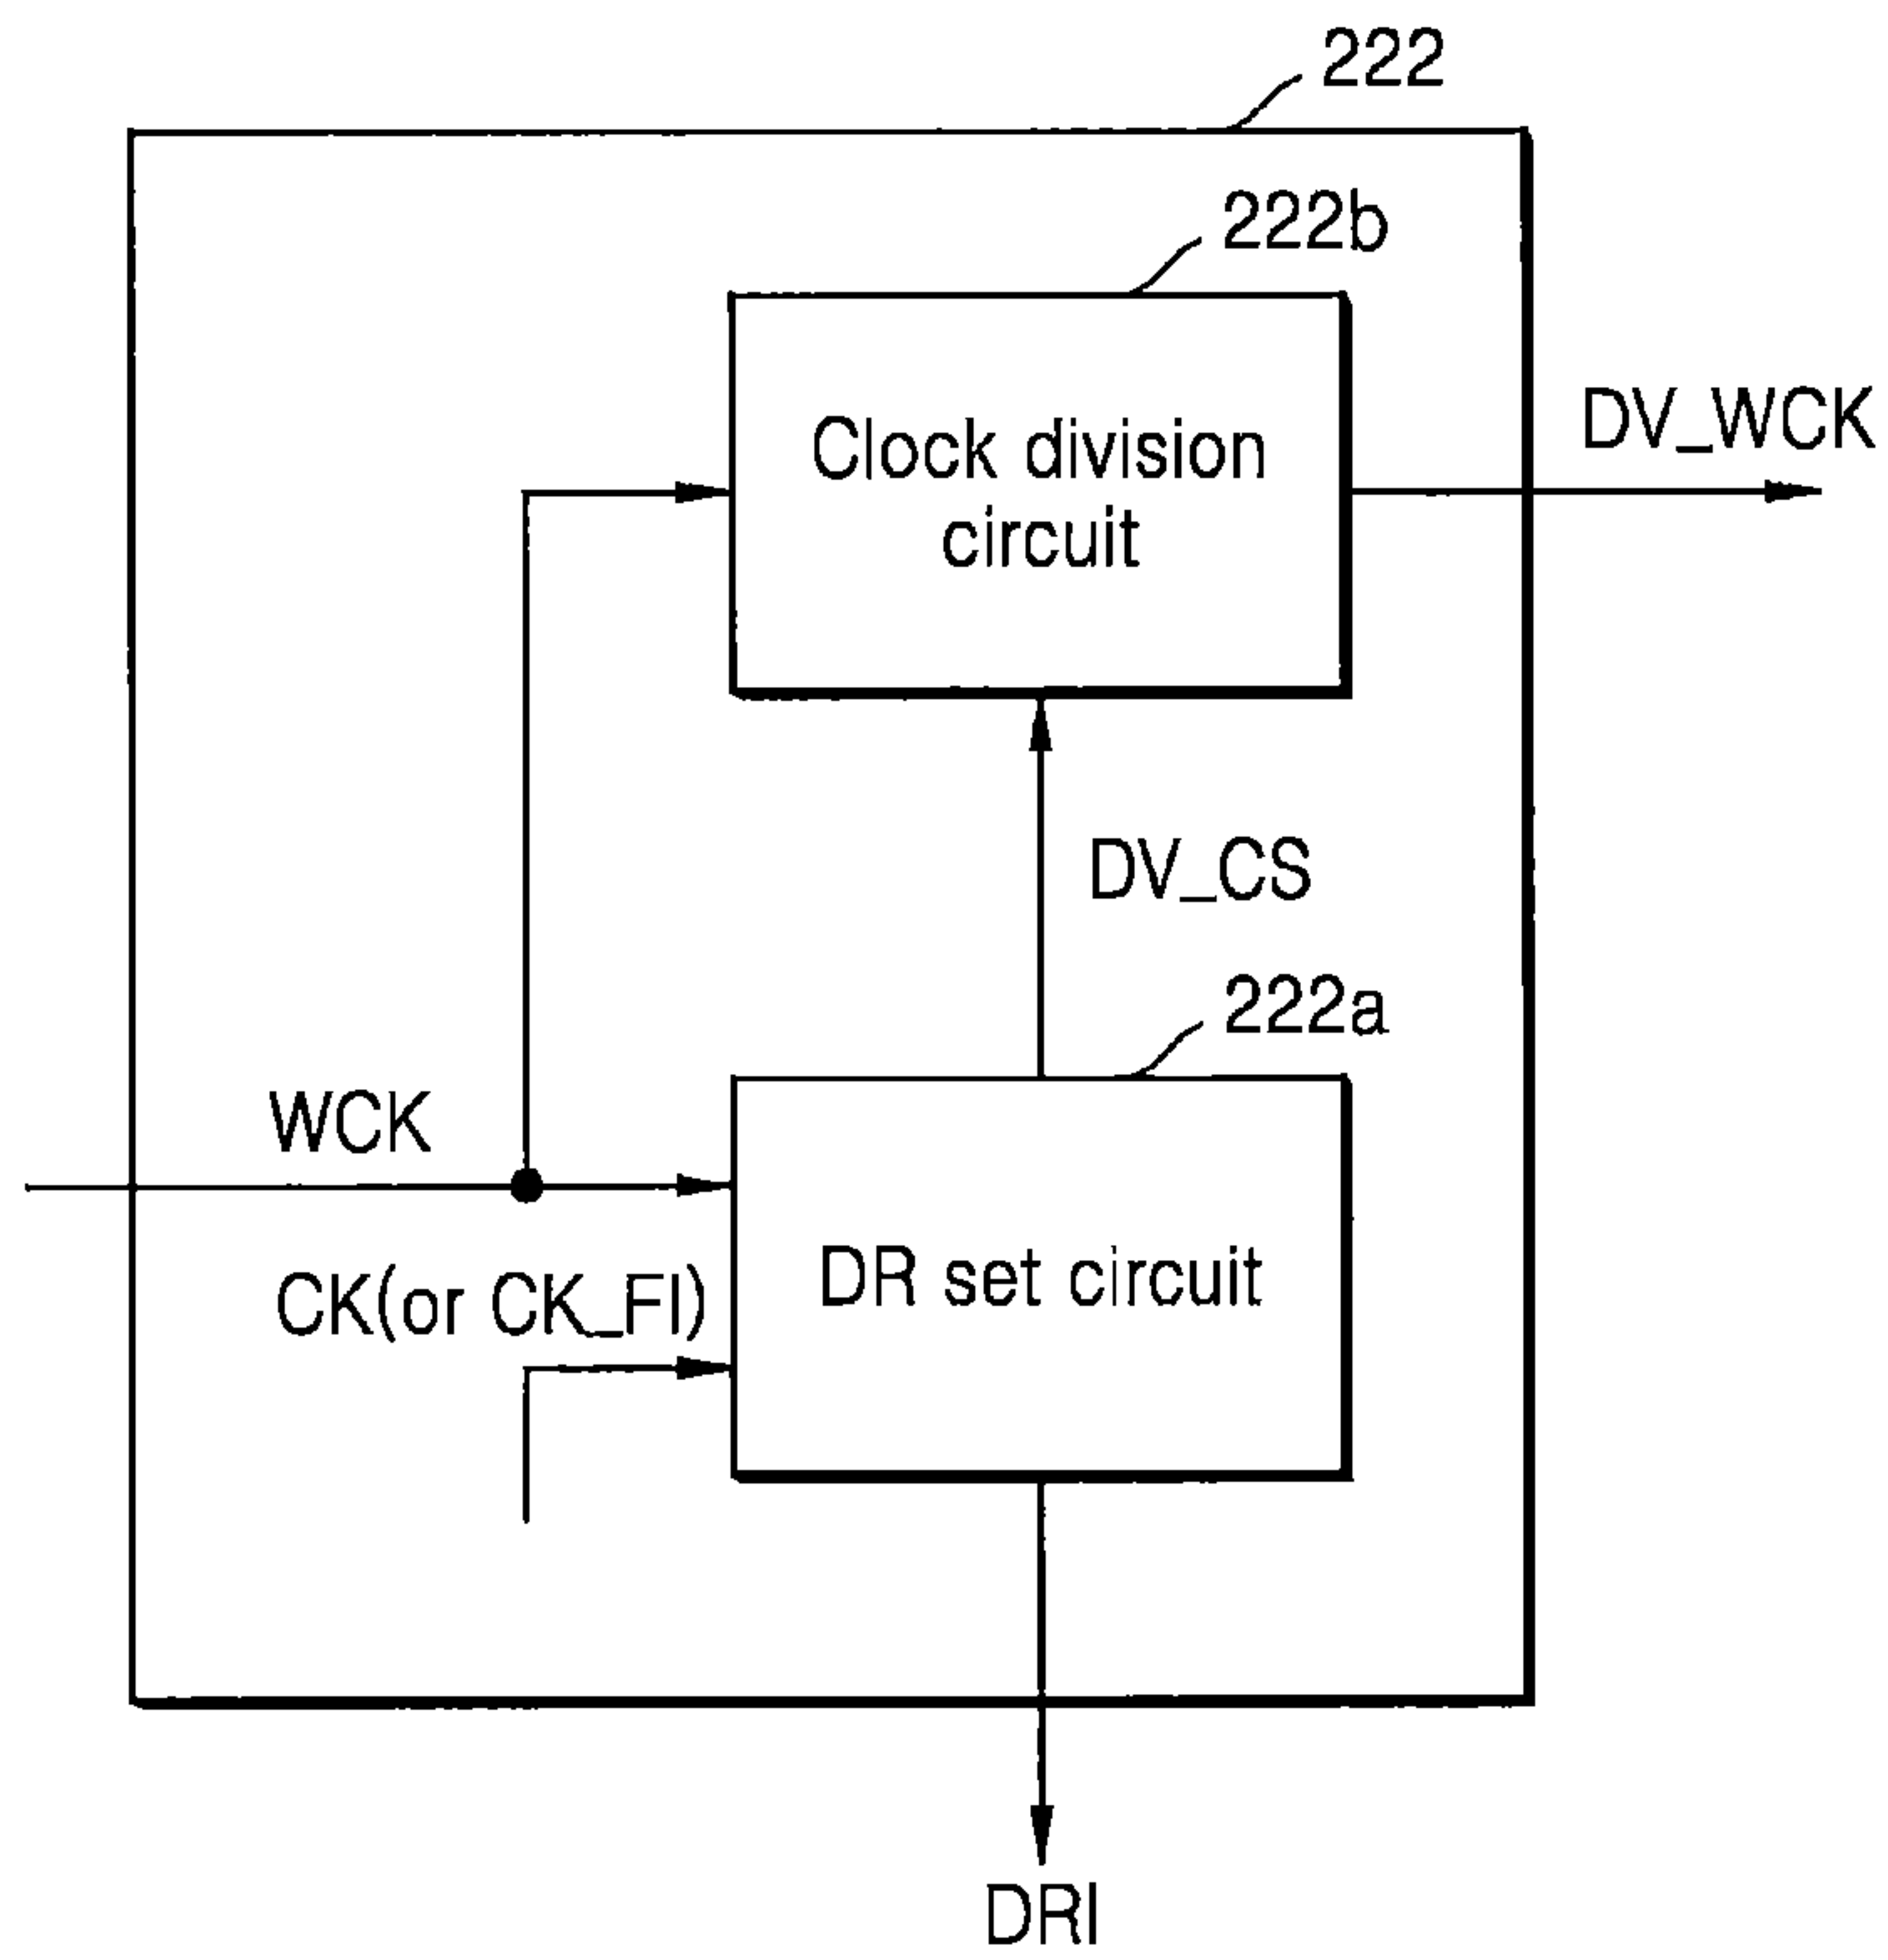 222
222b
Clock division
circuit
DV_WCK
DV_CS
222a
WCK
DR set circuit
CK(or CK_FI)
DRI